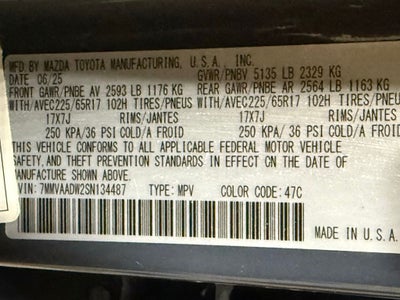 MFD BY MAZDA TOYOTA MANUFACTURING, U.S.A., INC.
DATE 06/25 GVWR/PNBV 5135 LB 2329 KG
FRONT GAWR/PNBE AV 2593 LB 1176 KG REAR GAWR/PNBE AR 2564 LB 1163 KG
WITH/AVEC225/65R17 102H TIRES/PNEUS WITH/AVEC225/65R17 102H TIRES/PNEUS
17X7J RIMS/JANTES 17X7J RIMS/JANTES
250 KPA/36 PSI COLD/A FROID 250 KPA/36 PSI COLD/A FROID
THIS VEHICLE CONFORMS TO ALL APPLICABLE FEDERAL MOTOR VEHICLE
SAFETY, AND THEFT PREVENTION STANDARDS IN EFFECT ON THE DATE OF
MANUFACTURE SHOWN ABOVE.
VIN: 7MMVAADW2SN134487 TYPE: MPV COLOR CODE: 47C
MADE IN U.S.A.